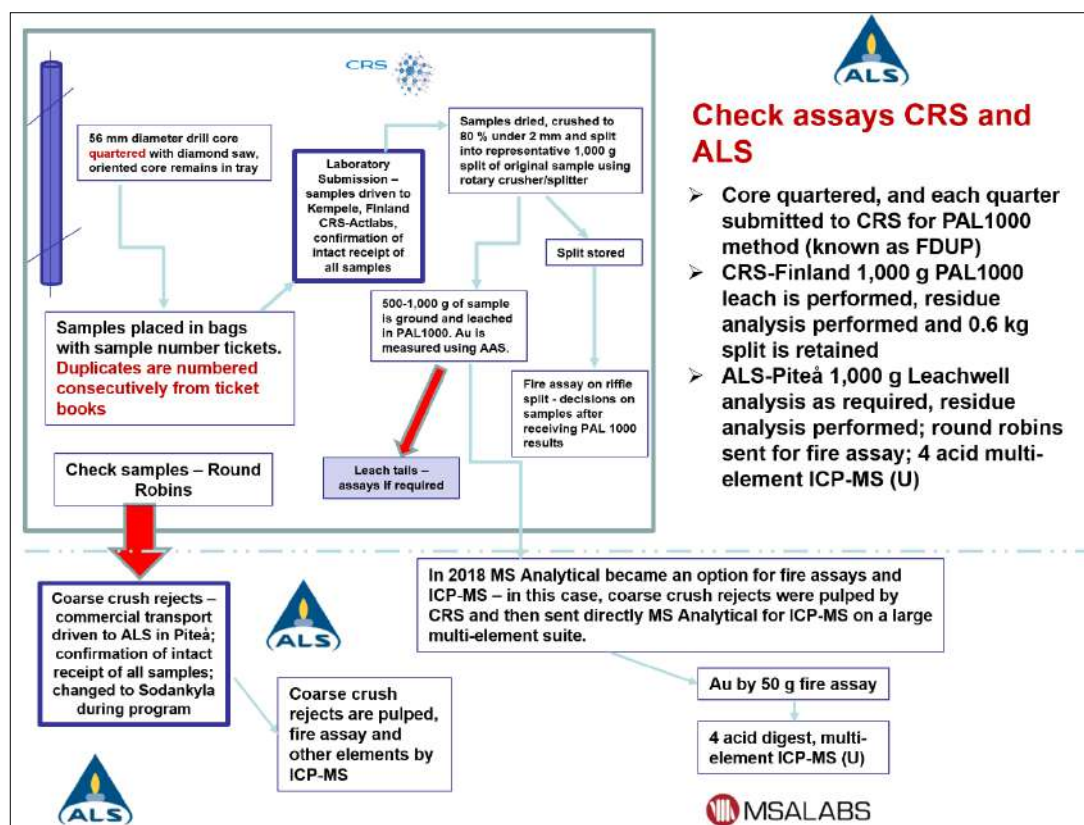 CRS
56 mm diameter drill core
quartered with diamond saw,
oriented core remains in tray
Samples placed in bags
with sample number tickets.
Duplicates are numbered
consecutively from ticket
books
Laboratory
Submission –
samples driven to
Kempele, Finland
CRS-Actlabs,
confirmation of
intact receipt of
all samples
Samples dried, crushed to
80 % under 2 mm and split
into representative 1,000 g
split of original sample using
rotary crusher/splitter
Split stored
500-1,000 g of sample
is ground and leached
in PAL1000. Au is
measured using AAS.
Fire assay on riffle
split - decisions on
samples after
receiving PAL 1000
results
Leach tails –
assays if required
Check samples – Round
Robins
ALS
Check assays CRS and
ALS
➢ Core quartered, and each quarter
submitted to CRS for PAL1000
method (known as FDUP)
➢ CRS-Finland 1,000 g PAL1000
leach is performed, residue
analysis performed and 0.6 kg
split is retained
➢ ALS-Piteå 1,000 g Leachwell
analysis as required, residue
analysis performed; round robins
sent for fire assay; 4 acid multi-
element ICP-MS (U)
Coarse crush rejects –
commercial transport
driven to ALS in Piteå;
confirmation of intact
receipt of all samples;
changed to Sodankyla
during program
ALS
Coarse crush
rejects are pulped,
fire assay and
other elements by
ICP-MS
ALS
In 2018 MS Analytical became an option for fire assays and
ICP-MS – in this case, coarse crush rejects were pulped by
CRS and then sent directly MS Analytical for ICP-MS on a large
multi-element suite.
Au by 50 g fire assay
4 acid digest, multi-
element ICP-MS (U)
MSALABS